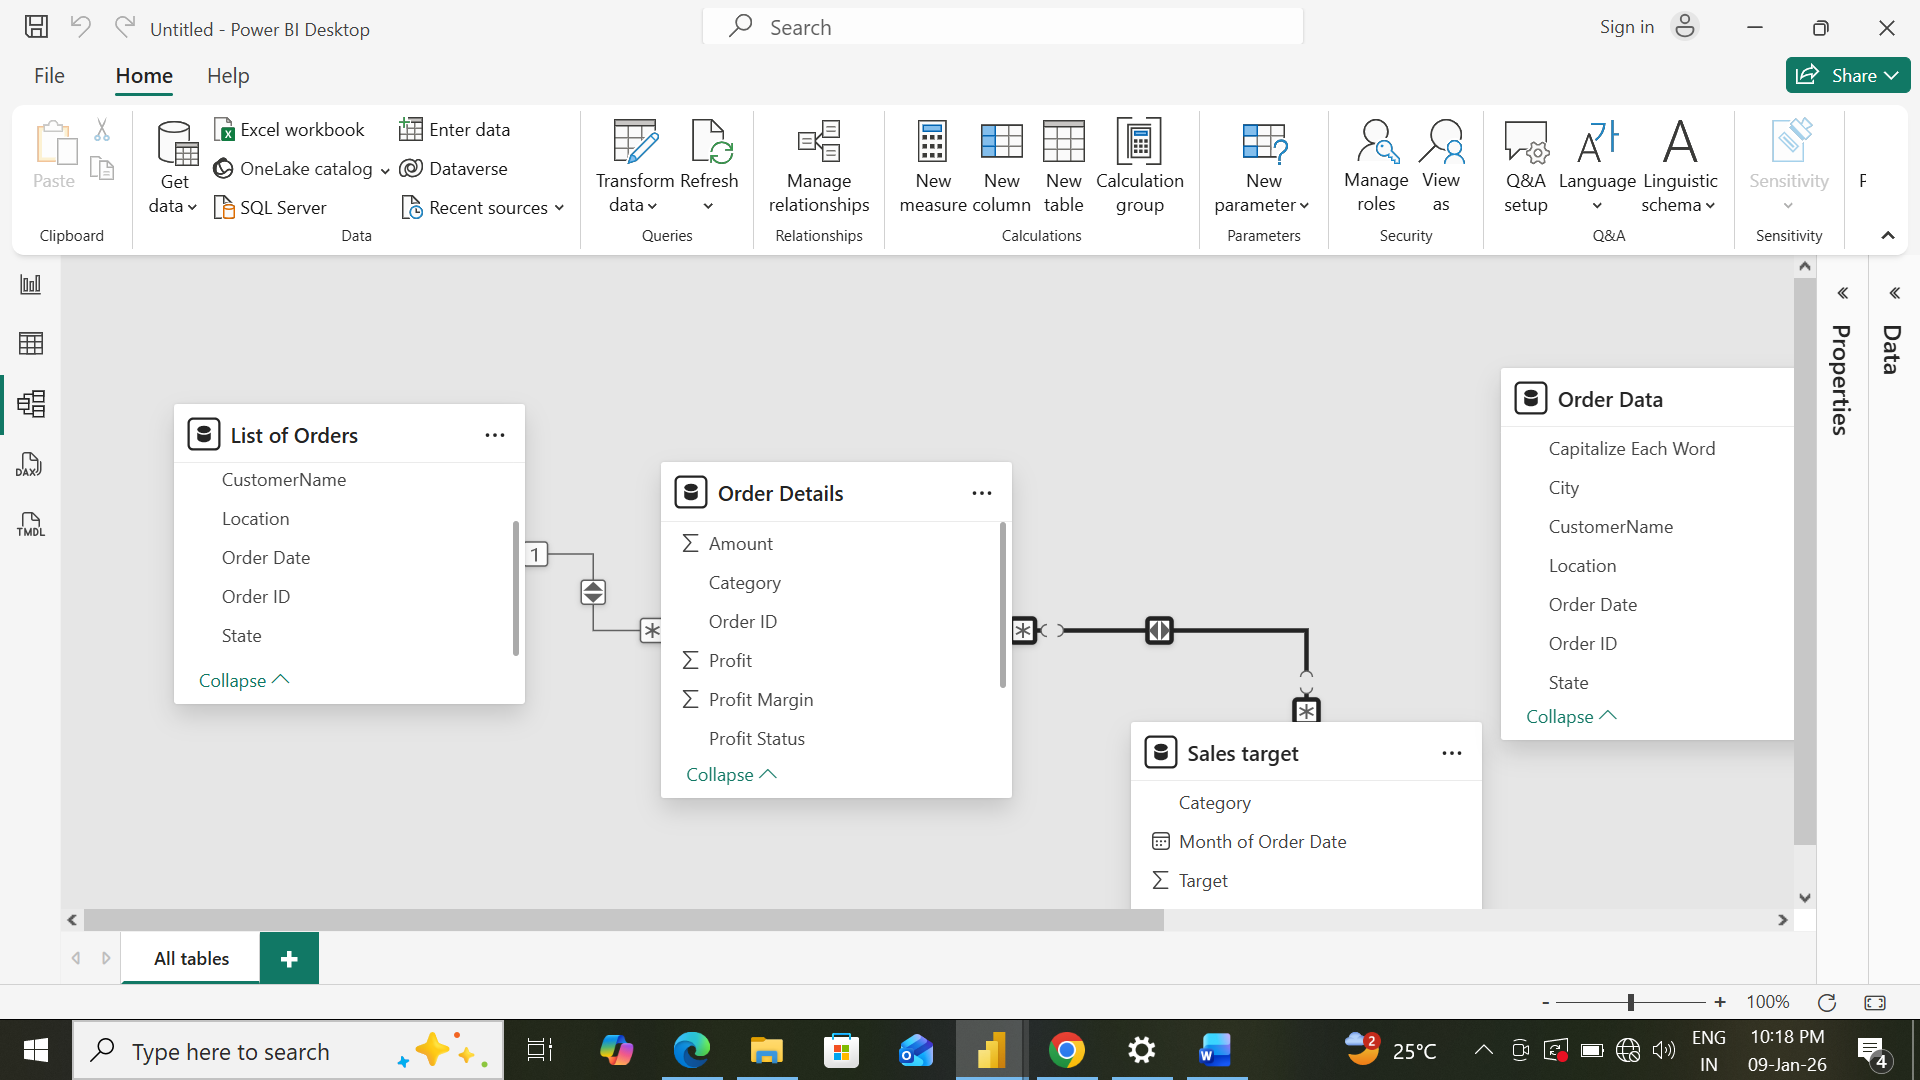 Untitled - Power BI Desktop
Search
Sign in
File
Home
Help
Share
Paste
Clipboard
Get data
Excel workbook
OneLake catalog
SQL Server
Enter data
Dataverse
Recent sources
Data
Transform data
Refresh
Queries
Manage relationships
Relationships
New measure
New column
New table
Calculation group
Calculations
New parameter
Parameters
Manage roles
View as
Security
Q&A setup
Language
Linguistic schema
Q&A
Sensitivity
Sensitivity
DAX
TMDL
List of Orders
CustomerName
Location
Order Date
Order ID
State
Collapse
1
Order Details
Amount
Category
Order ID
Profit
Profit Margin
Profit Status
Collapse
Sales target
Category
Month of Order Date
Target
Order Data
Capitalize Each Word
City
CustomerName
Location
Order Date
Order ID
State
Collapse
Properties
Data
All tables
100%
Type here to search
2
25°C
ENG
IN
10:18 PM
09-Jan-26
4